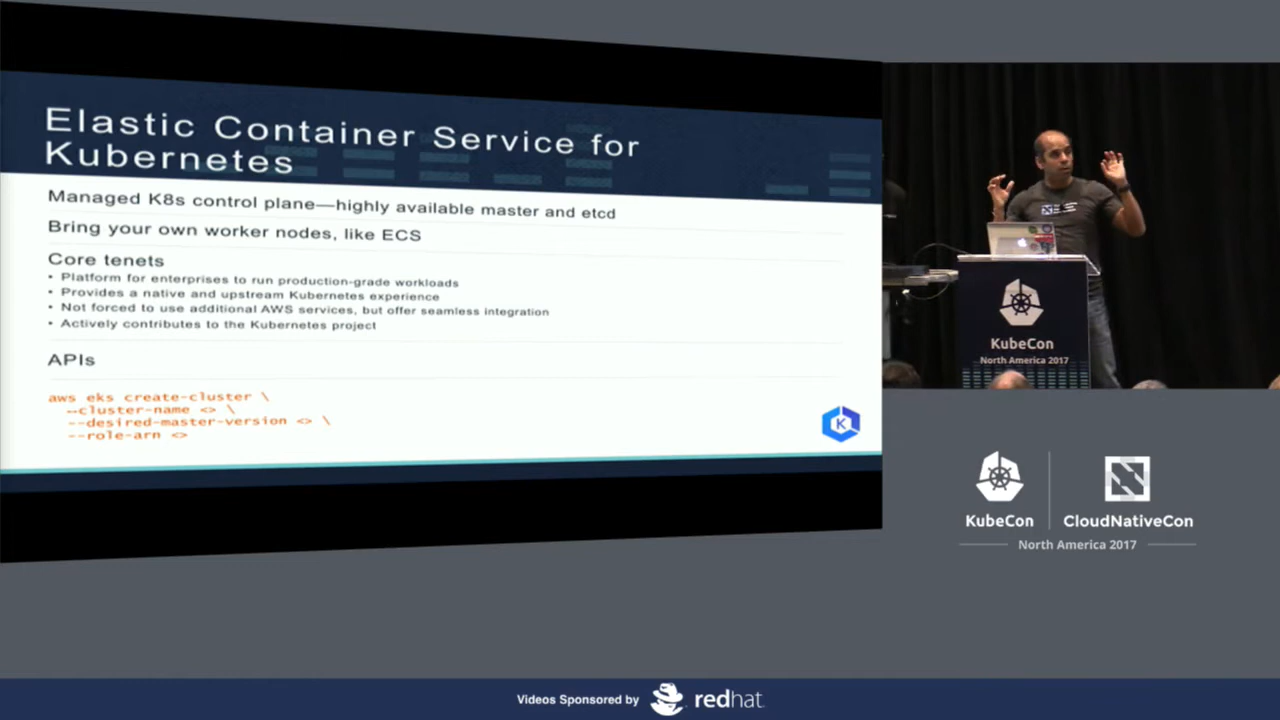 Elastic Container Service for
Kubernetes
Managed K8s control plane—highly available master and etcd
Bring your own worker nodes, like ECS
Core tenets
• Platform for enterprises to run production-grade workloads
• Provides a native and upstream Kubernetes experience
• Not forced to use additional AWS services, but offer seamless integration
• Actively contributes to the Kubernetes project
APIs
aws eks create-cluster \
--cluster-name <> \
--desired-master-version <> \
--role-arn <>
K
KubeCon
North America 2017
KubeCon
CloudNativeCon
North America 2017
Videos Sponsored by
redhat